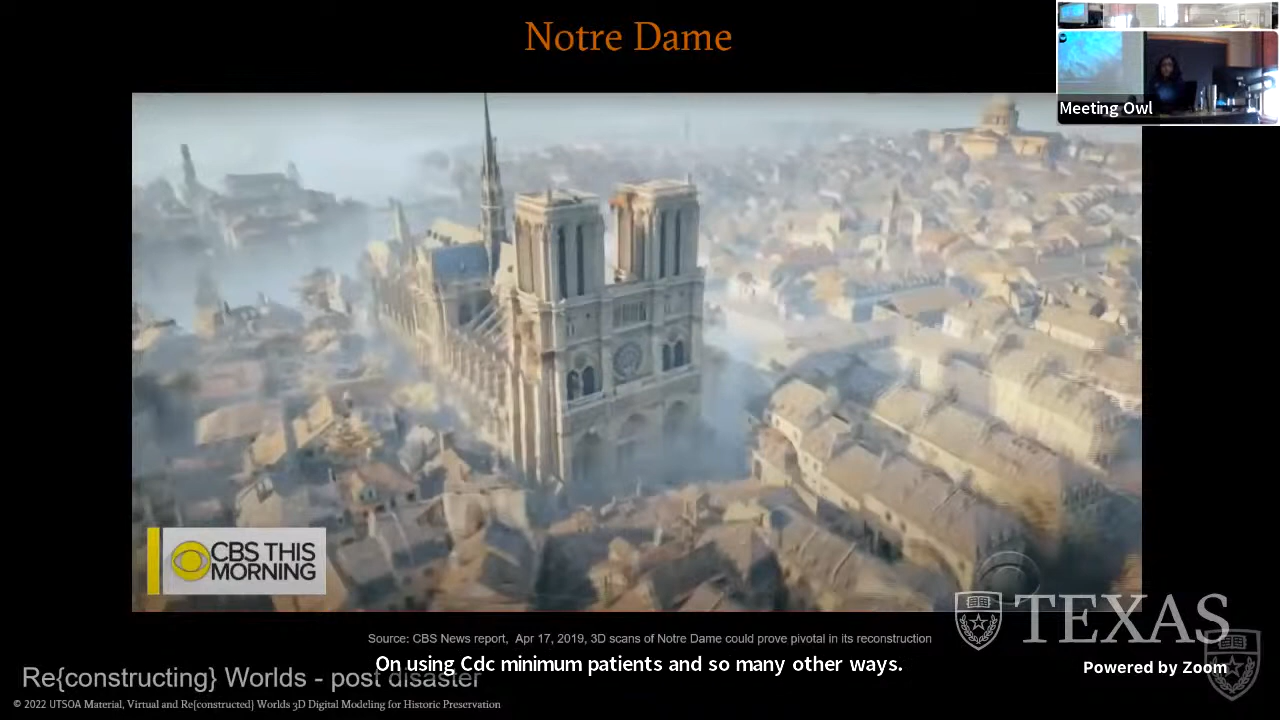 Notre Dame
Meeting Owl
CBS THIS
MORNING
Source: CBS News report, Apr 17, 2019, 3D scans of Notre Dame could prove pivotal in its reconstruction
TEXAS
On using Cdc minimum patients and so many other ways.
Powered by Zoom
Re{constructing} Worlds - post disaster
© 2022 UTSOA Material, Virtual and Re{constructed} Worlds 3D Digital Modeling for Historic Preservation